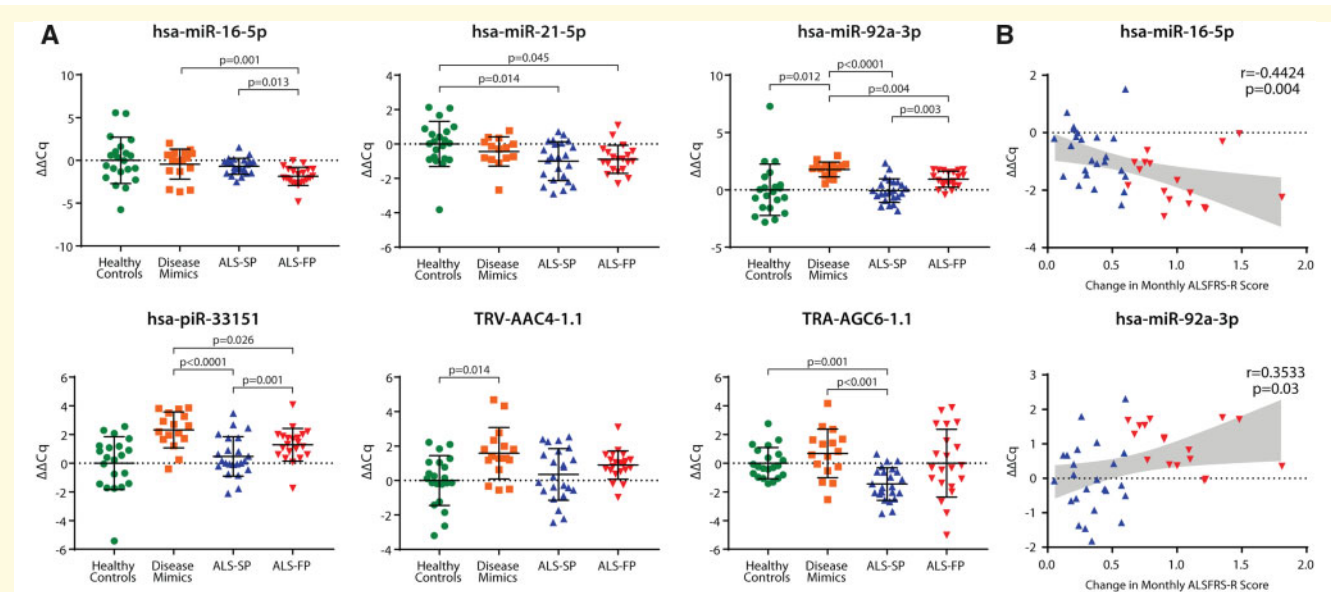 A
hsa-miR-16-5p
p=0.001
p=0.013
10
5
0
-5
-10
ΔΔCq
Healthy Controls
Disease Mimics
ALS-SP
ALS-FP
hsa-miR-21-5p
p=0.045
p=0.014
4
2
0
-2
-4
-6
ΔΔCq
Healthy Controls
Disease Mimics
ALS-SP
ALS-FP
hsa-miR-92a-3p
p<0.0001
p=0.012
p=0.004
p=0.003
10
5
0
-5
ΔΔCq
Healthy Controls
Disease Mimics
ALS-SP
ALS-FP
B
hsa-miR-16-5p
r=-0.4424
p=0.004
2
0
-2
-4
ΔΔCq
0.0 0.5 1.0 1.5 2.0
Change in Monthly ALSFRS-R Score
hsa-piR-33151
p=0.026
p<0.0001
p=0.001
6
4
2
0
-2
-4
-6
ΔΔCq
Healthy Controls
Disease Mimics
ALS-SP
ALS-FP
TRV-AAC4-1.1
p=0.014
6
4
2
0
-2
-4
ΔΔCq
Healthy Controls
Disease Mimics
ALS-SP
ALS-FP
TRA-AGC6-1.1
p=0.001
p<0.001
6
4
2
0
-2
-4
-6
ΔΔCq
Healthy Controls
Disease Mimics
ALS-SP
ALS-FP
hsa-miR-92a-3p
r=0.3533
p=0.03
3
2
1
0
-1
-2
ΔΔCq
0.0 0.5 1.0 1.5 2.0
Change in Monthly ALSFRS-R Score